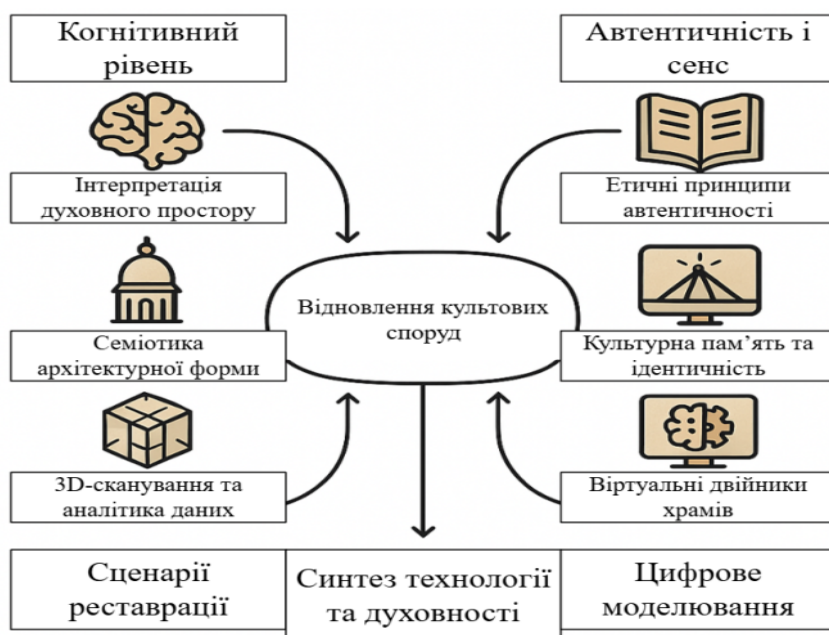 Когнітивний
рівень
Автентичність і
сенс
Інтерпретація
духовного простору
Етичні принципи
автентичності
Відновлення культових
споруд
Семіотика
архітектурної форми
Культурна пам’ять та
ідентичність
3D-сканування та
аналітика даних
Віртуальні двійники
храмів
Сценарії
реставрації
Синтез технології
та духовності
Цифрове
моделювання